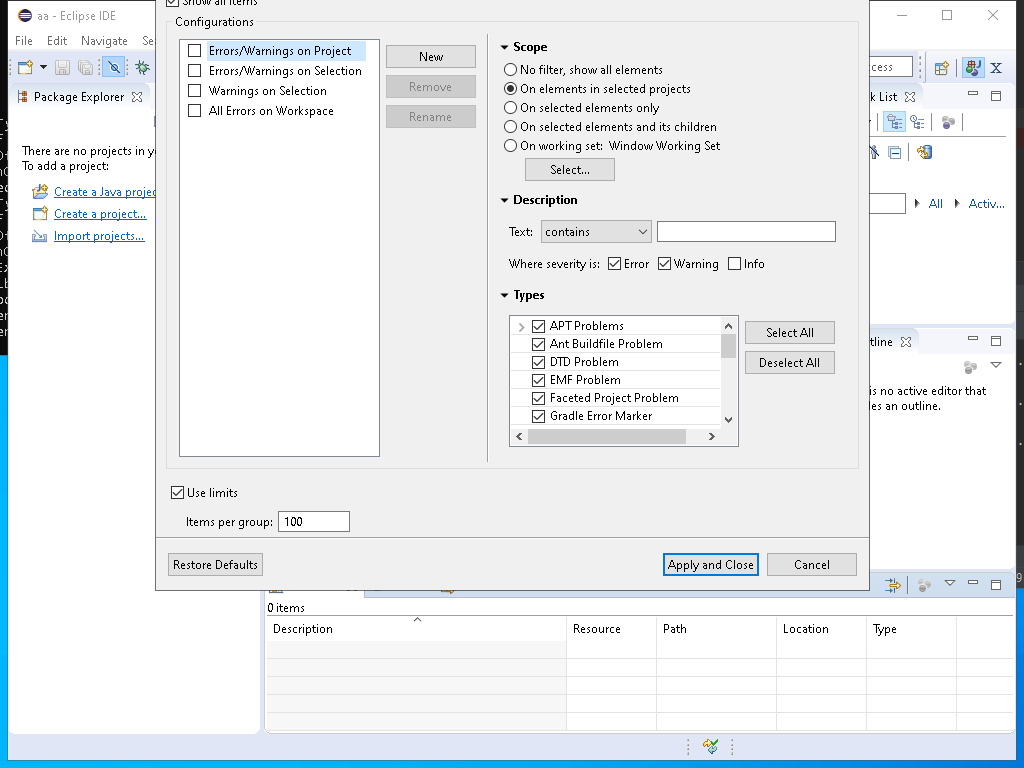 aa - Eclipse IDE
Show all items
Configurations
File Edit Navigate Se
Errors/Warnings on Project
Errors/Warnings on Selection
Warnings on Selection
All Errors on Workspace
New
Remove
Rename
Scope
No filter, show all elements
On elements in selected projects
On selected elements only
On selected elements and its children
On working set: Window Working Set
Select...
Description
Text: contains
Where severity is: Error Warning Info
Types
APT Problems
Ant Buildfile Problem
DTD Problem
EMF Problem
Faceted Project Problem
Gradle Error Marker
Select All
Deselect All
Use limits
Items per group: 100
Restore Defaults
Apply and Close Cancel
Package Explorer
There are no projects in y
To add a project:
Create a Java projec
Create a project...
Import projects...
cess
k List
All Activ...
tline
is no active editor that
des an outline.
0 items
Description Resource Path Location Type